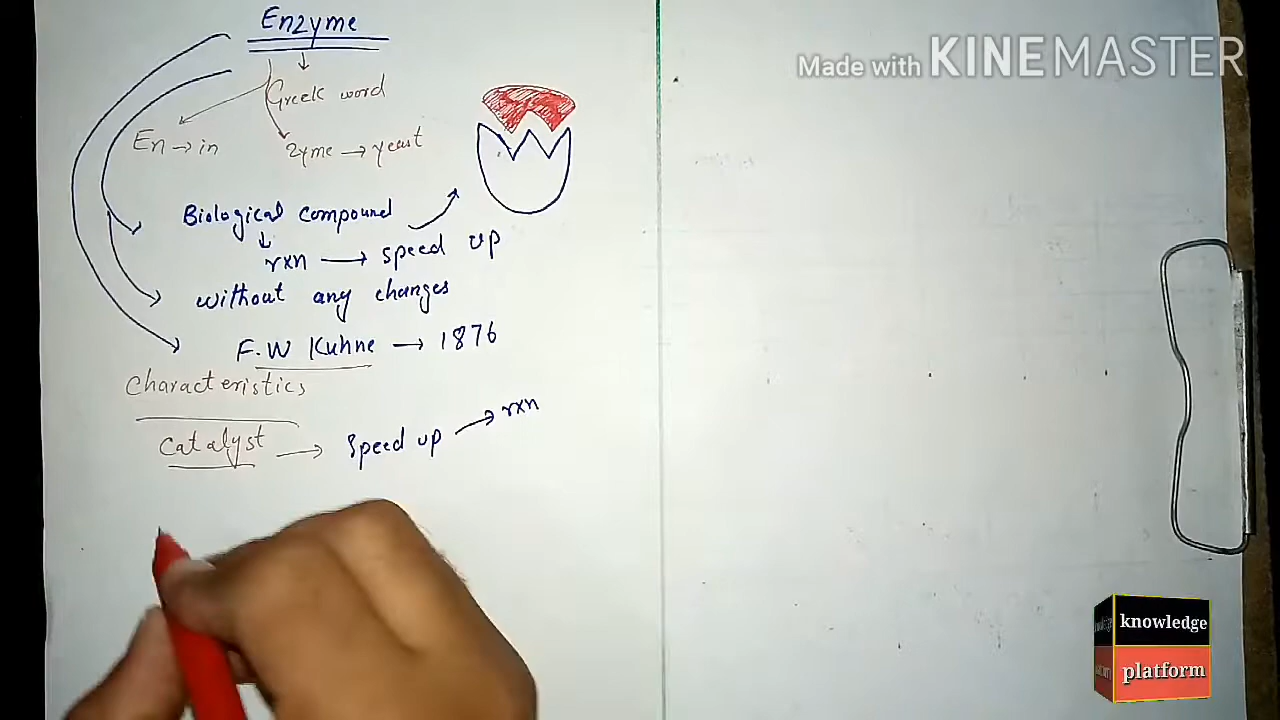 Enzyme
Made with KINEMASTER
Greek word
En → in
Zyme → yeast
Biological compound
rxn → speed up
without any changes
F.W Kuhne → 1876
Characteristics
Catalyst → Speed up → rxn
knowledge
platform